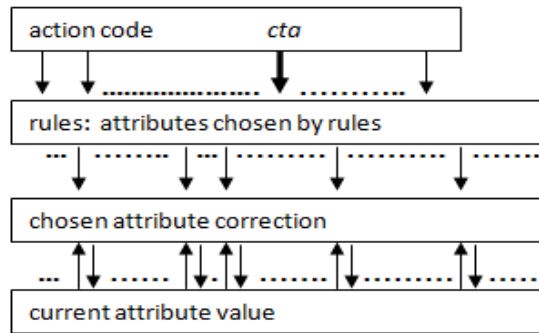 action code cta
rules: attributes chosen by rules
chosen attribute correction
current attribute value